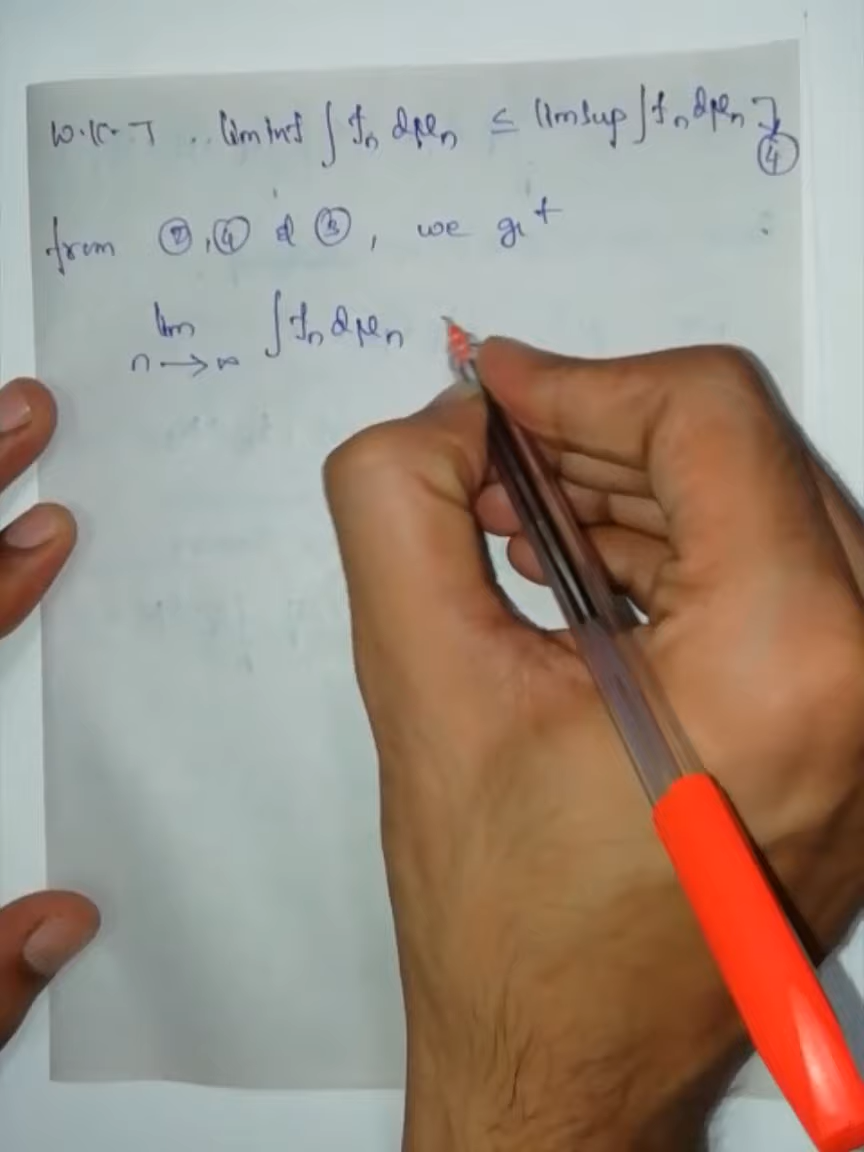 W.K.T .. lim inf ∫ fₙ dμₙ ≤ lim sup ∫ fₙ dμₙ } ④
from ②, ④ & ③, we get
lim n→∞ ∫ fₙ dμₙ